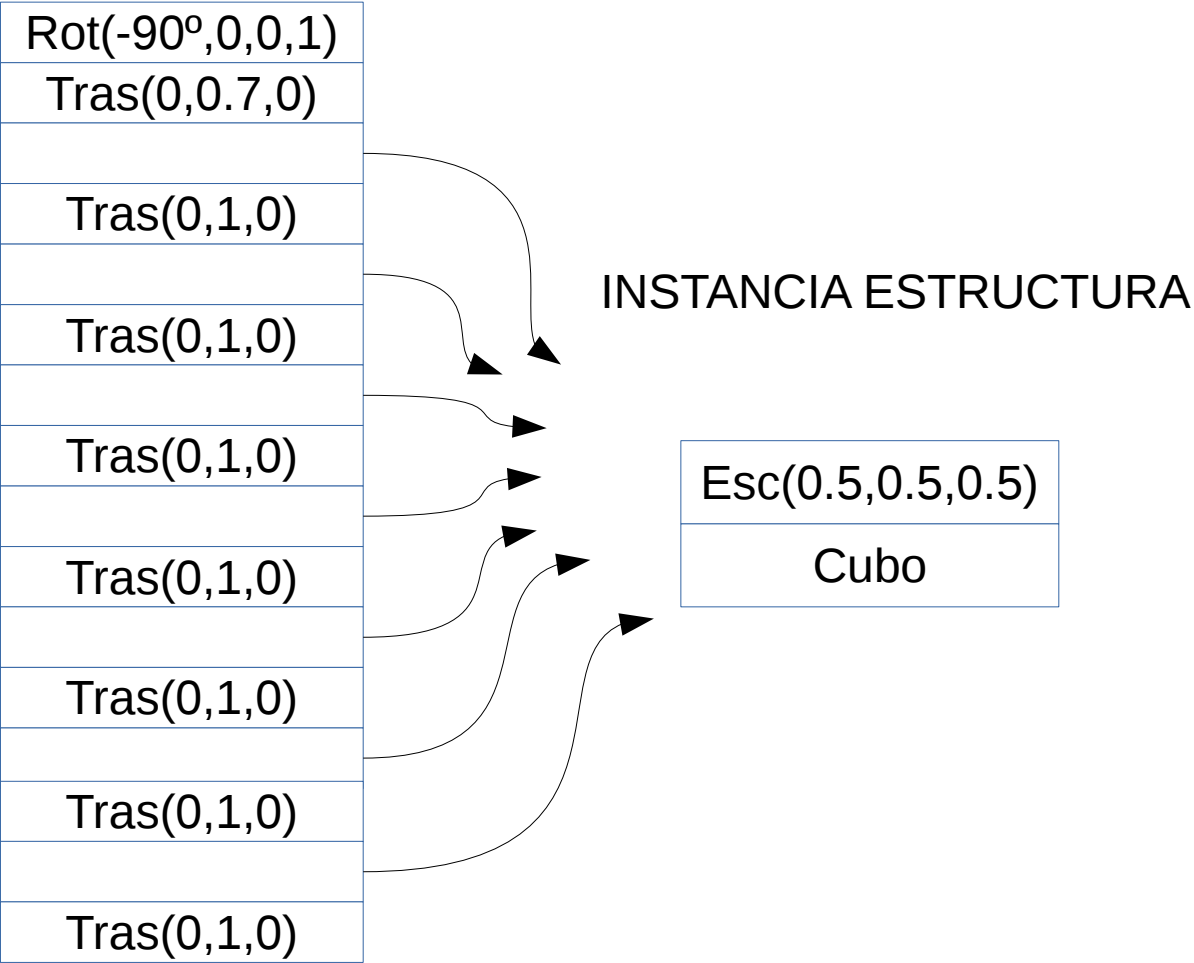 Rot(-90º,0,0,1)
Tras(0,0.7,0)
Tras(0,1,0)
Tras(0,1,0)
Tras(0,1,0)
Tras(0,1,0)
Tras(0,1,0)
Tras(0,1,0)
Tras(0,1,0)
INSTANCIA ESTRUCTURA
Esc(0.5,0.5,0.5)
Cubo